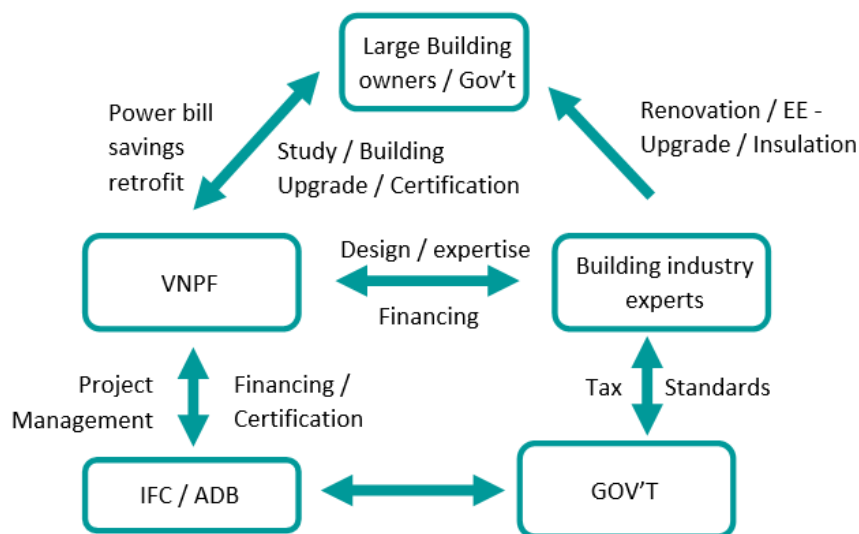 Large Building
owners / Gov't
Power bill
savings
retrofit
Study / Building
Upgrade / Certification
Renovation / EE -
Upgrade / Insulation
VNPF
Design / expertise
Financing
Building industry
experts
Project
Management
Financing /
Certification
Tax
Standards
IFC / ADB
GOV'T